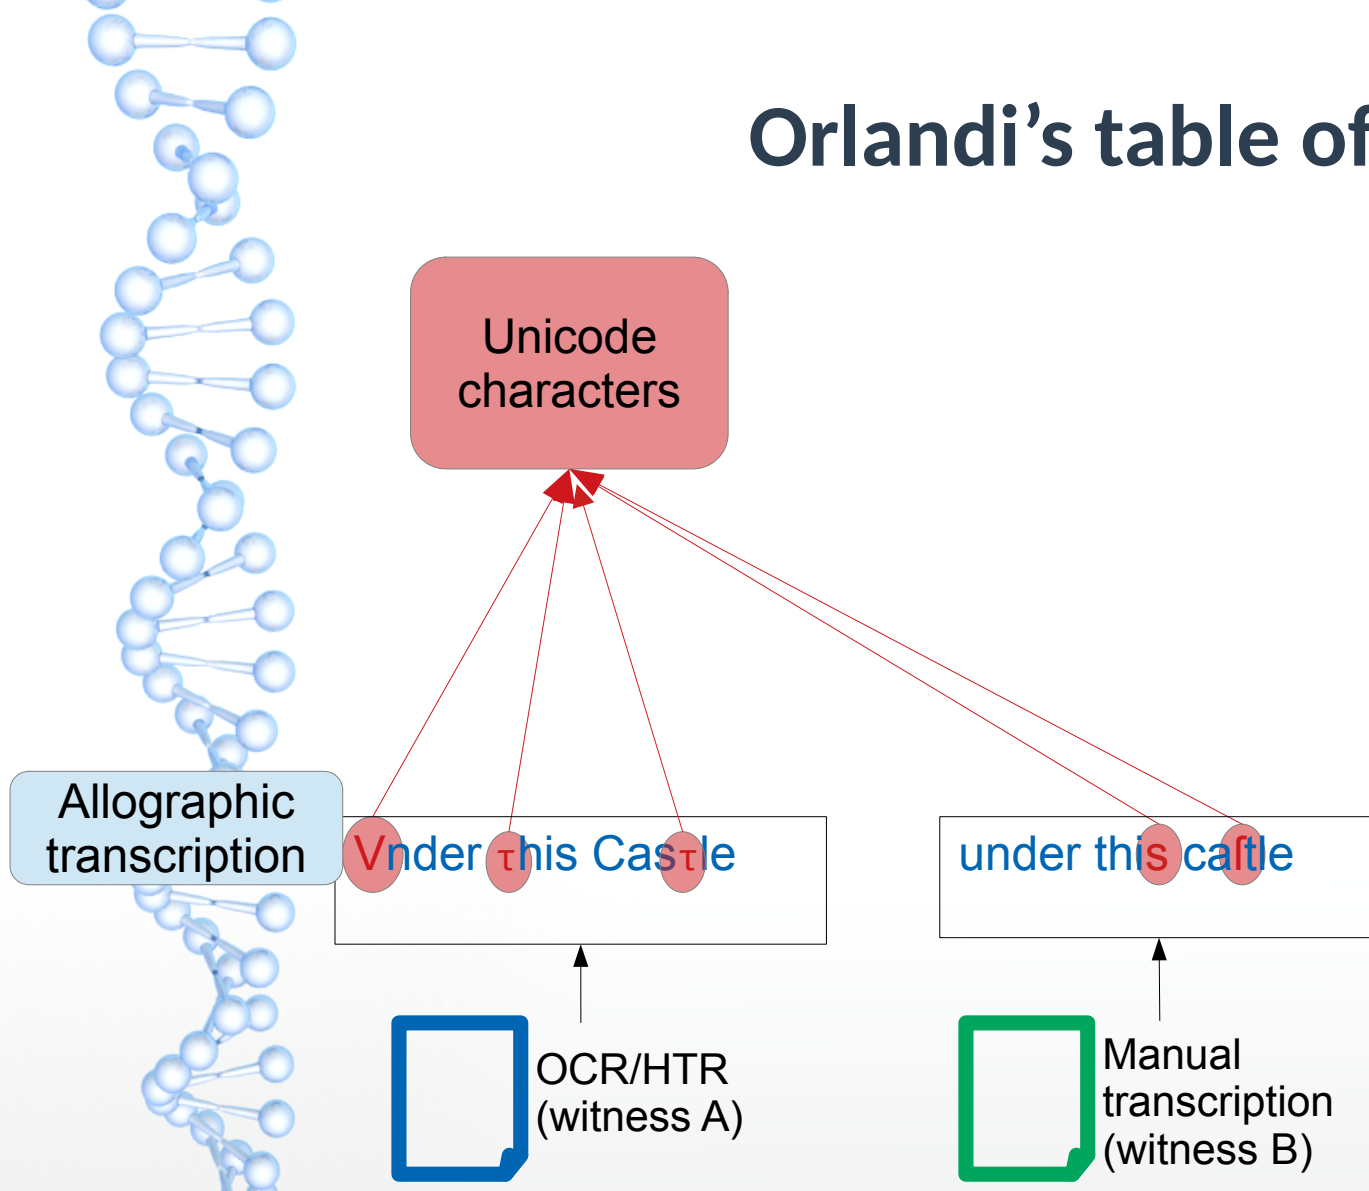 Orlandi’s table of
Unicode
characters
Allographic
transcription
Vnder τhis Casτle
under this caſtle
OCR/HTR
(witness A)
Manual
transcription
(witness B)